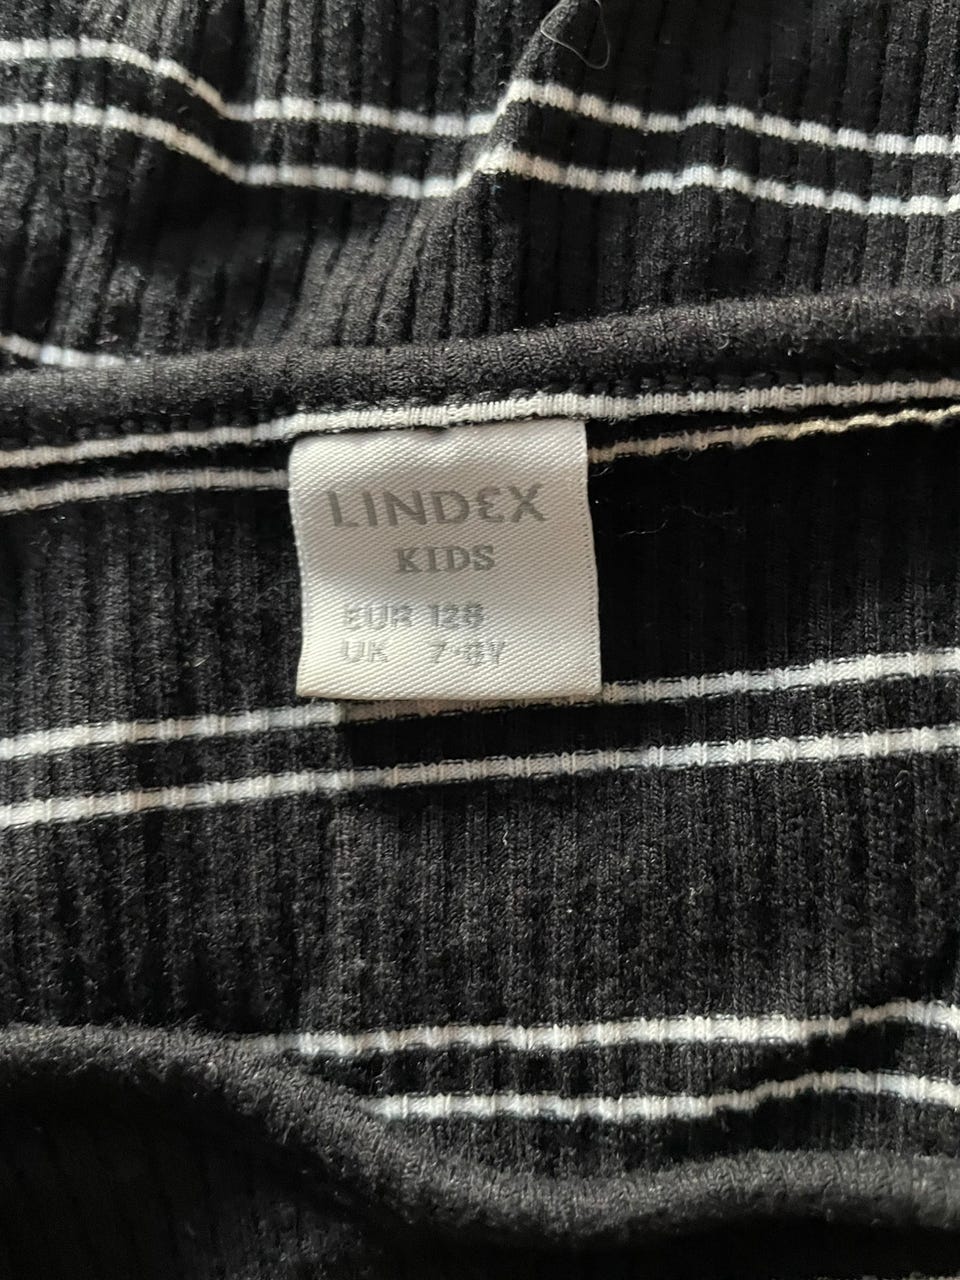 LINDEX
KIDS
EUR 128
UK 7-8Y